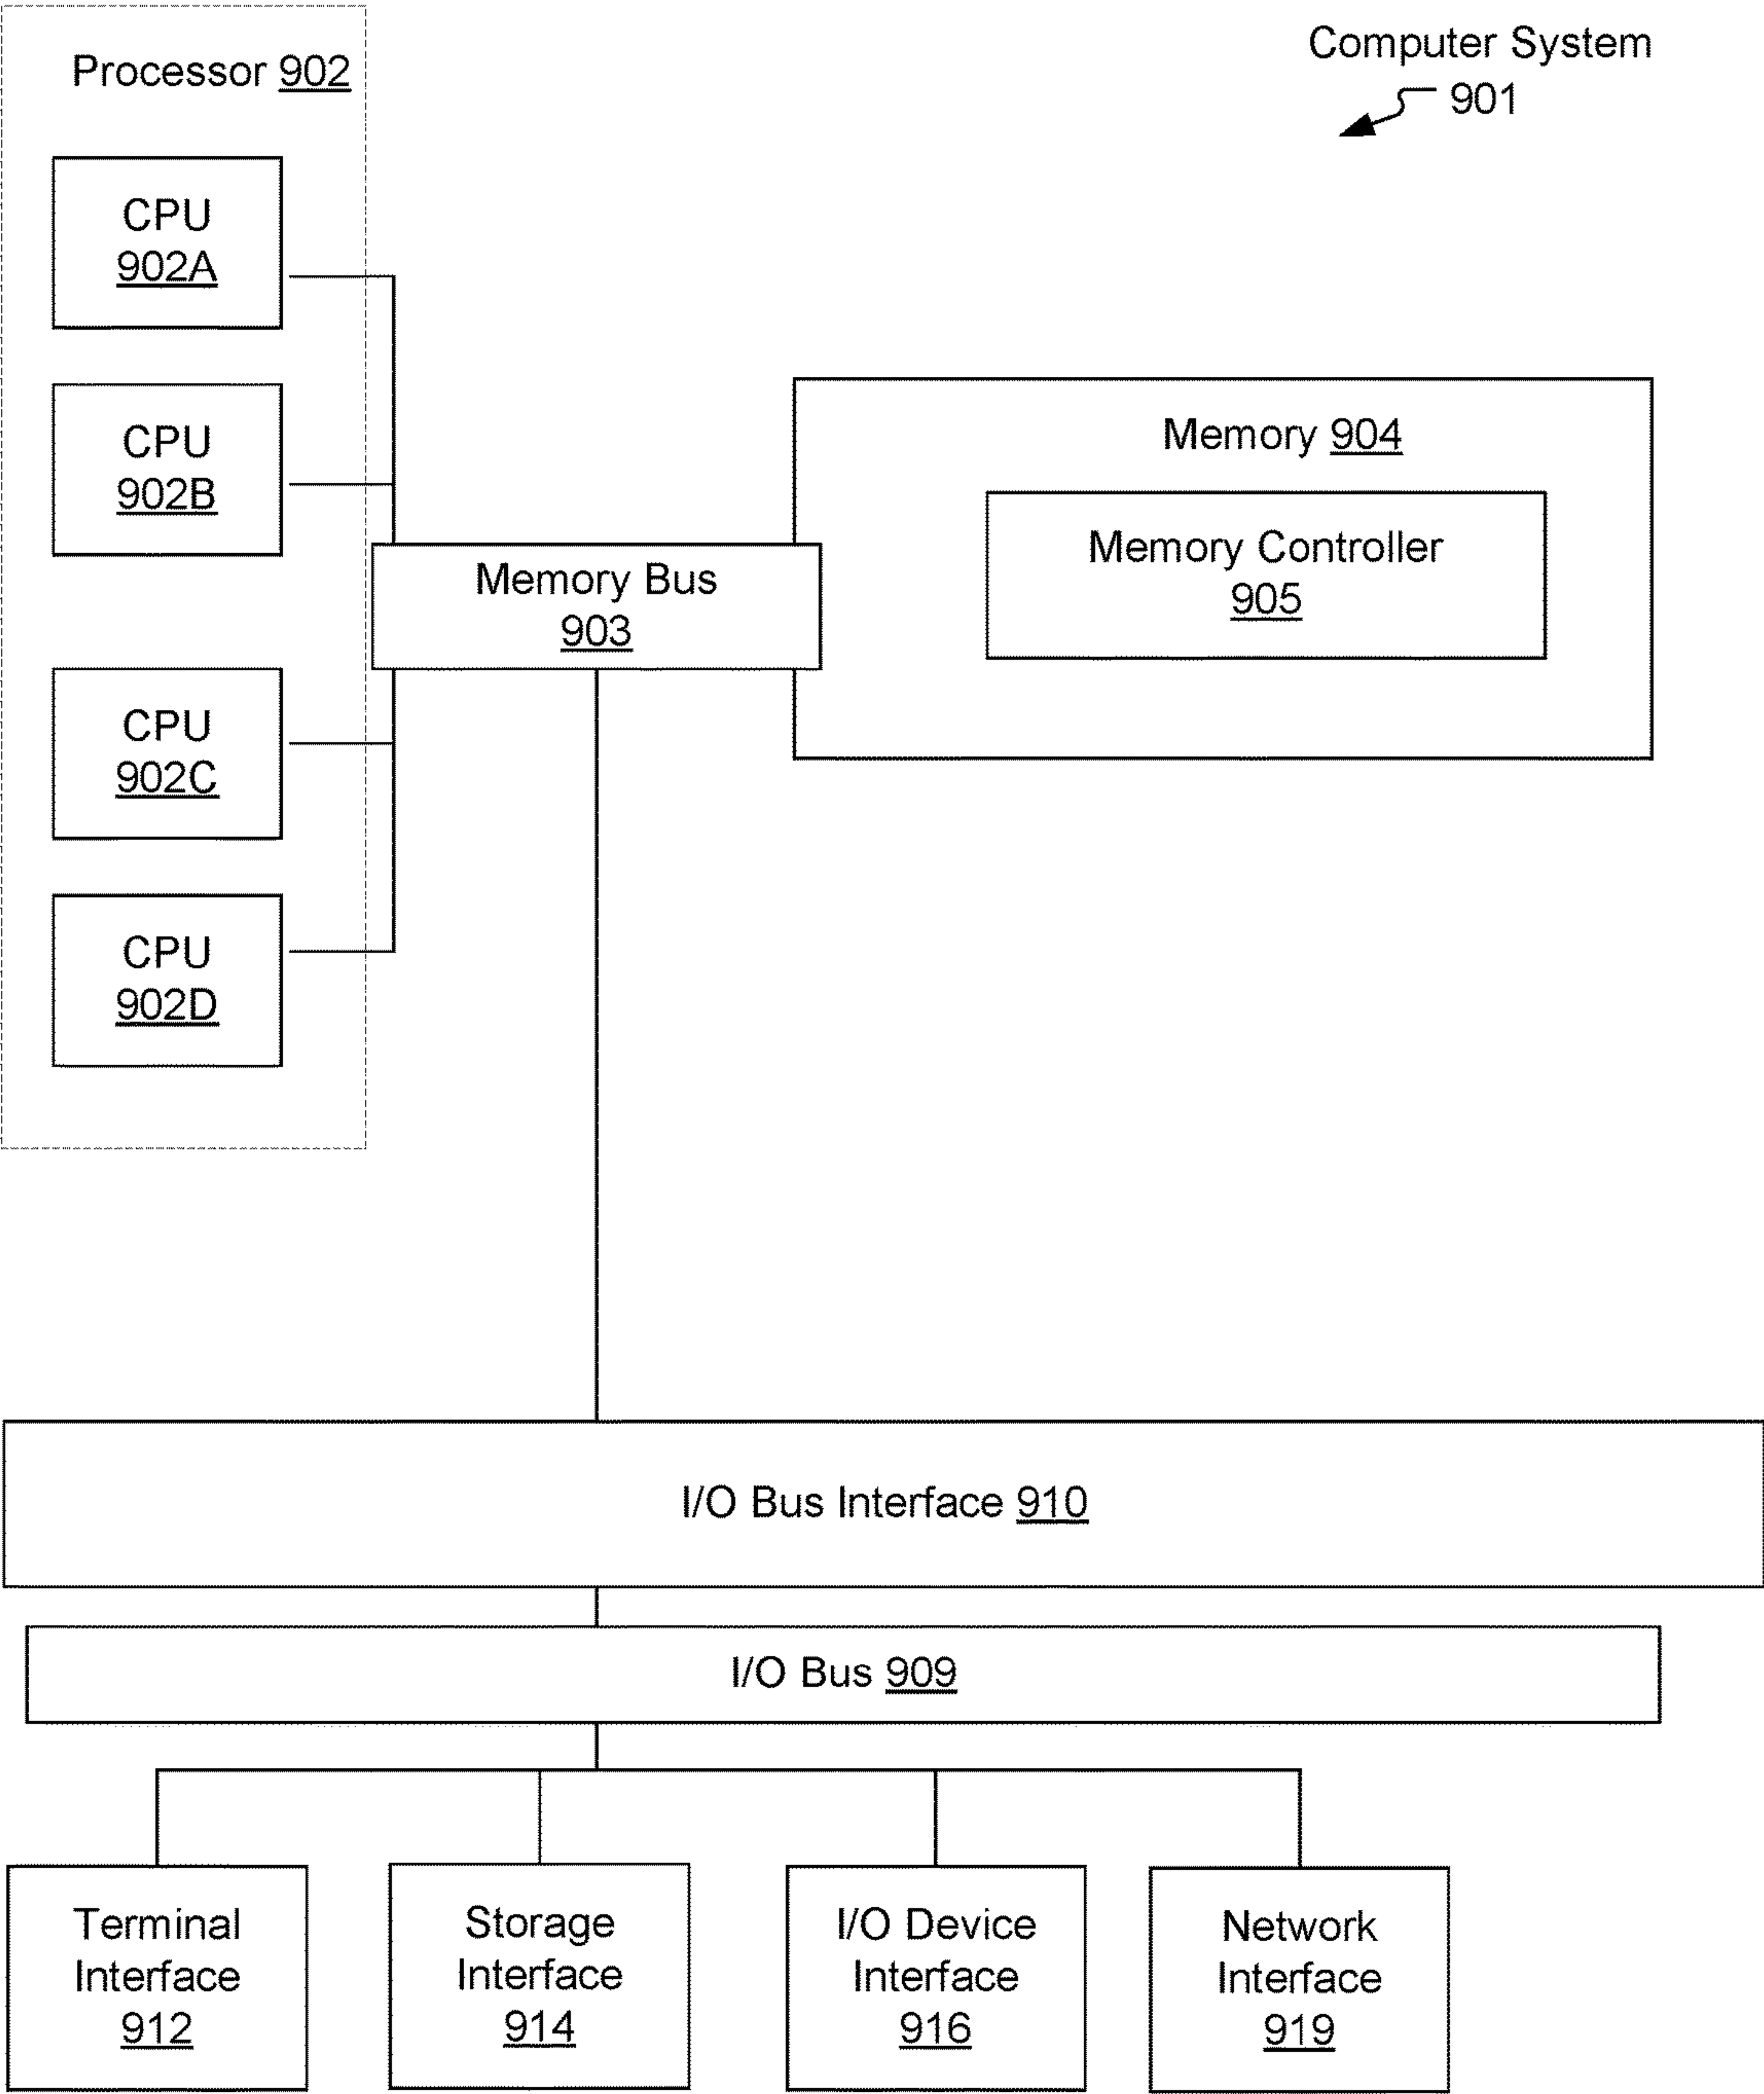 Processor 902
Computer System
901
CPU
902A
CPU
902B
Memory 904
Memory Controller
905
Memory Bus
903
CPU
902C
CPU
902D
I/O Bus Interface 910
I/O Bus 909
Terminal
Interface
912
Storage
Interface
914
I/O Device
Interface
916
Network
Interface
919